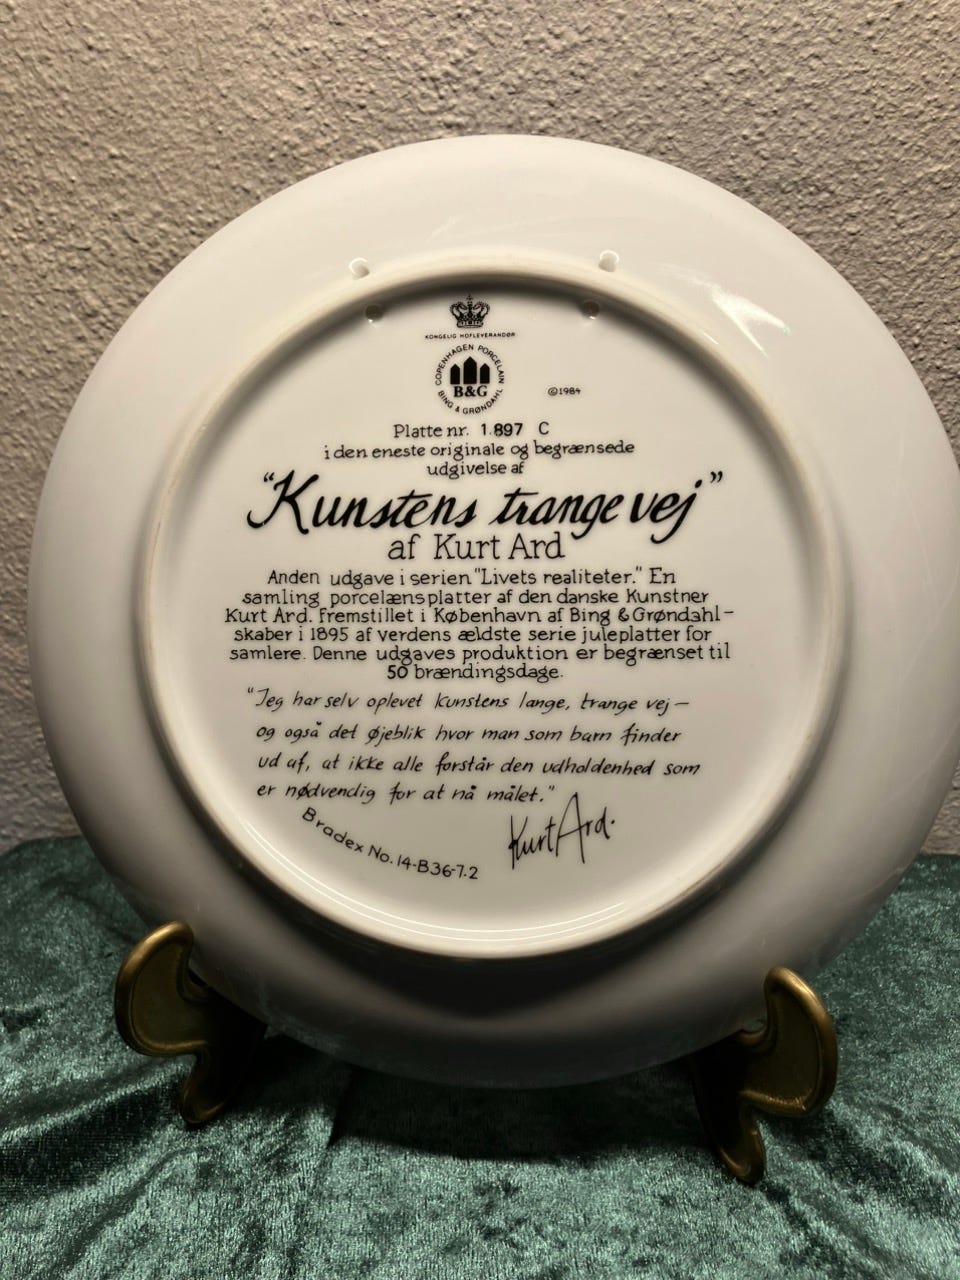 KONGELIG HOFLEVERANDØR
COPENHAGEN PORCELAIN
B&G
BING & GRØNDAHL
©1984
Platte nr. 1.897 C
i den eneste originale og begrænsede
udgivelse af
"Kunstens trange vej"
af Kurt Ard
Anden udgave i serien "Livets realiteter." En
samling porcelænsplatter af den danske Kunstner
Kurt Ard. Fremstillet i København af Bing & Grøndahl-
skaber i 1895 af verdens ældste serie juleplatter for
samlere. Denne udgaves produktion er begrænset til
50 brændingsdage.
"Jeg har selv oplevet kunstens lange, trange vej —
og også det øjeblik hvor man som barn finder
ud af, at ikke alle forstår den udholdenhed som
er nødvendig for at nå målet."
Kurt Ard.
Bradex No. 14-B36-7.2